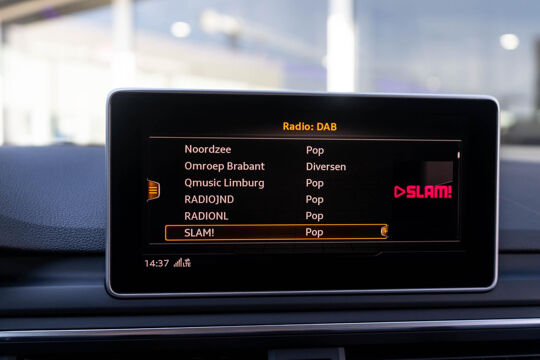 Radio: DAB
Noordzee Pop
Omroep Brabant Diversen
Qmusic Limburg Pop
RADIOJND Pop
RADIONL Pop
SLAM! Pop
SLAM!
14:37 LTE